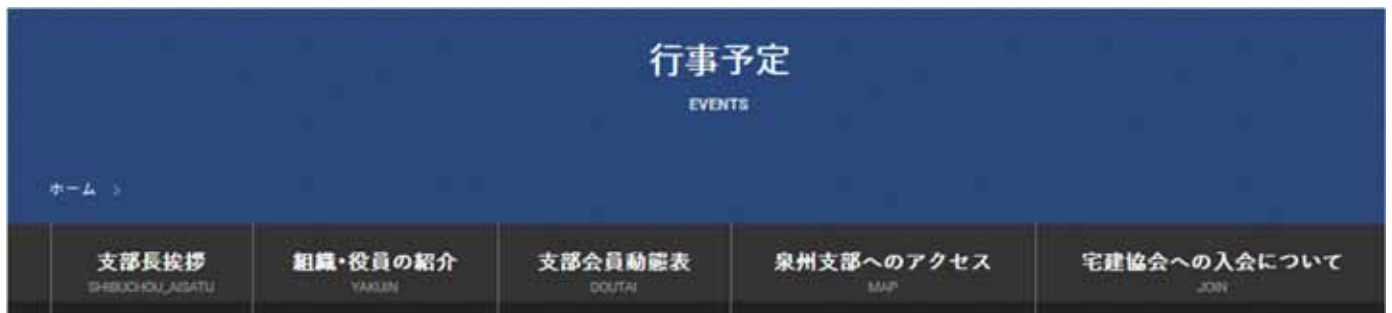 行事予定
EVENTS
ホーム >
支部長挨拶 組織・役員の紹介 支部会員動態表 泉州支部へのアクセス 宅建協会への入会について
SHIBUCHOU_AISATU YAKUIN DOUTAI MAP JOIN